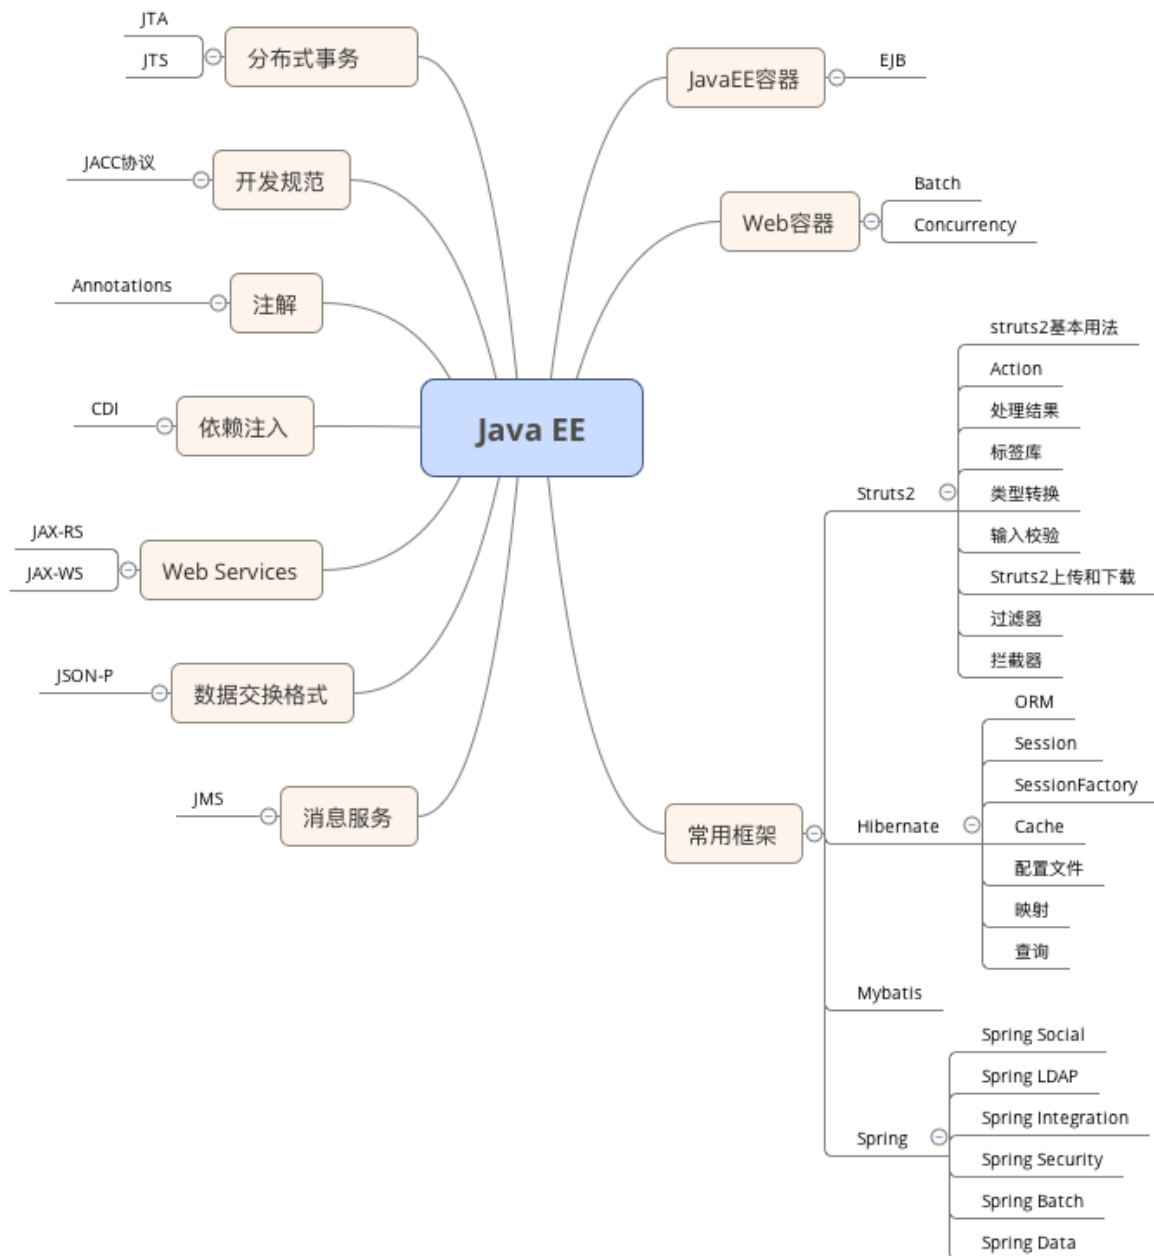 JTA
JTS
分布式事务
JACC协议
开发规范
Annotations
注解
CDI
依赖注入
JAX-RS
JAX-WS
Web Services
JSON-P
数据交换格式
JMS
消息服务
Java EE
JavaEE容器
EJB
Web容器
Batch
Concurrency
常用框架
Struts2
struts2基本用法
Action
处理结果
标签库
类型转换
输入校验
Struts2上传和下载
过滤器
拦截器
HIbernate
ORM
Session
SessionFactory
Cache
配置文件
映射
查询
Mybatis
Spring
Spring Social
Spring LDAP
Spring Integration
Spring Security
Spring Batch
Spring Data